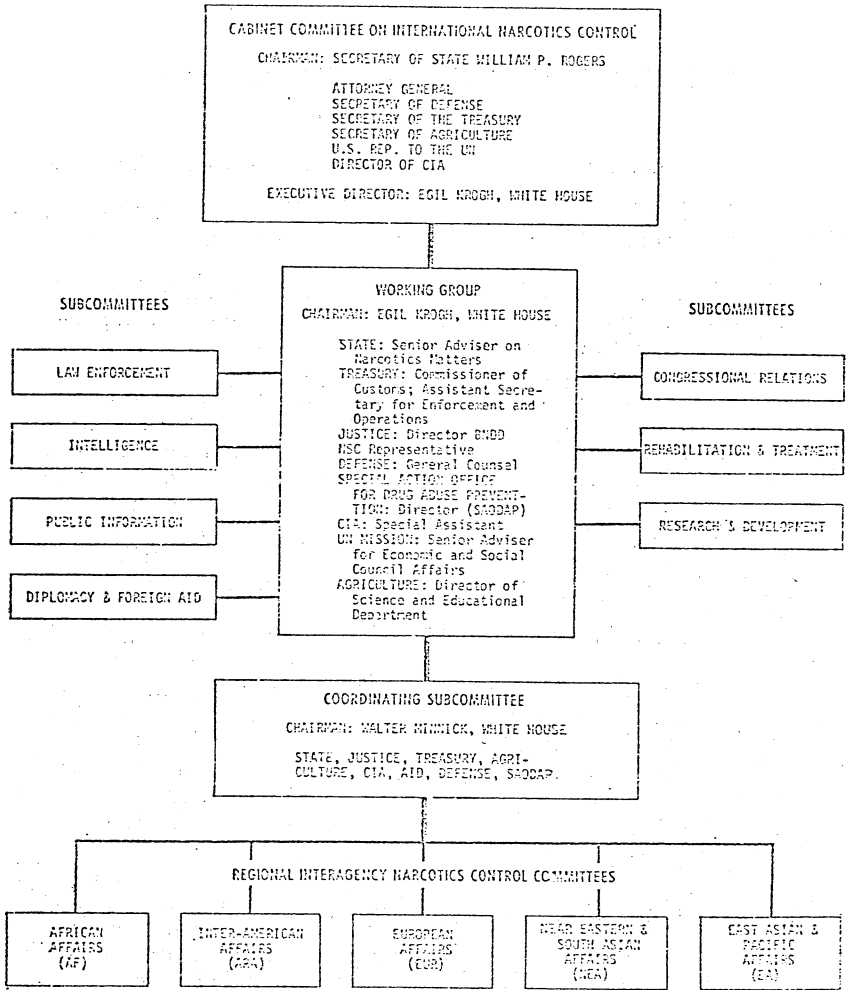 CABINET COMMITTEE ON INTERNATIONAL NARCOTICS CONTROL
CHAIRMAN: SECRETARY OF STATE WILLIAM P. ROGERS
ATTORNEY GENERAL
SECRETARY OF DEFENSE
SECRETARY OF THE TREASURY
SECRETARY OF AGRICULTURE
U.S. REP. TO THE UN
DIRECTOR OF CIA
EXECUTIVE DIRECTOR: EGIL KROGH, WHITE HOUSE
WORKING GROUP
CHAIRMAN: EGIL KROGH, WHITE HOUSE
STATE: Senior Adviser on
Narcotics Matters
TREASURY: Commissioner of
Customs; Assistant Secre-
tary for Enforcement and
Operations
JUSTICE: Director BNDD
NSC Representative
DEFENSE: General Counsel
SPECIAL ACTION OFFICE
FOR DRUG ABUSE PREVEN-
TION: Director (SAODAP)
CIA: Special Assistant
UN MISSION: Senior Adviser
for Economic and Social
Council Affairs
AGRICULTURE: Director of
Science and Educational
Department
SUBCOMMITTEES
LAW ENFORCEMENT
INTELLIGENCE
PUBLIC INFORMATION
DIPLOMACY & FOREIGN AID
SUBCOMMITTEES
CONGRESSIONAL RELATIONS
REHABILITATION & TREATMENT
RESEARCH & DEVELOPMENT
COORDINATING SUBCOMMITTEE
CHAIRMAN: WALTER MINNICK, WHITE HOUSE
STATE, JUSTICE, TREASURY, AGRI-
CULTURE, CIA, AID, DEFENSE, SAODAP.
REGIONAL INTERAGENCY NARCOTICS CONTROL COMMITTEES
AFRICAN
AFFAIRS
(AF)
INTER-AMERICAN
AFFAIRS
(ARA)
EUROPEAN
AFFAIRS
(EUR)
NEAR EASTERN &
SOUTH ASIAN
AFFAIRS
(NEA)
EAST ASIAN &
PACIFIC
AFFAIRS
(EA)